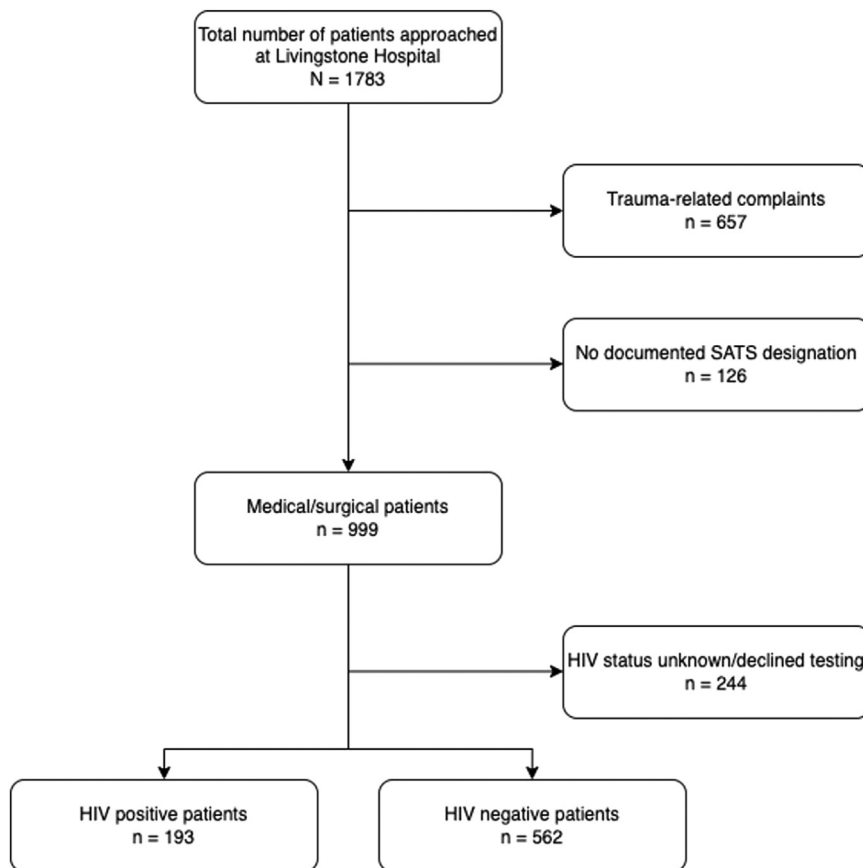 Total number of patients approached
at Livingstone Hospital
N = 1783
Trauma-related complaints
n = 657
No documented SATS designation
n = 126
Medical/surgical patients
n = 999
HIV status unknown/declined testing
n = 244
HIV positive patients
n = 193
HIV negative patients
n = 562